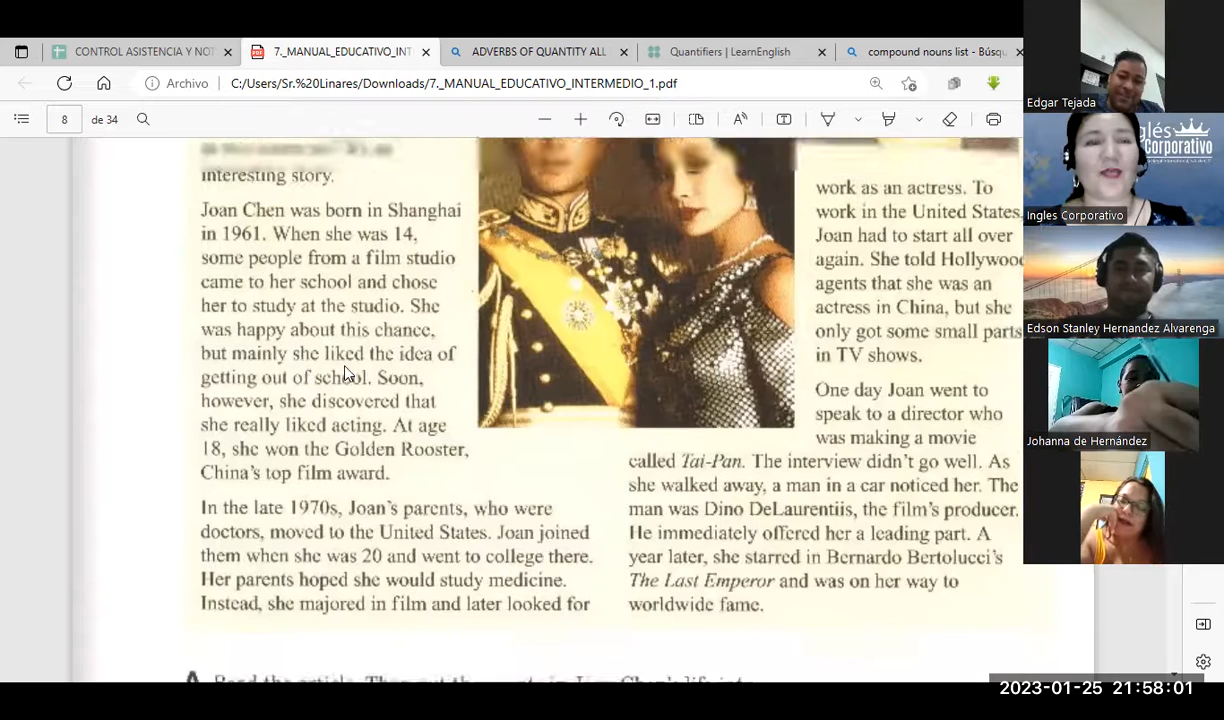 CONTROL ASISTENCIA Y NOT
7._MANUAL_EDUCATIVO_INT
ADVERBS OF QUANTITY ALL
Quantifiers | LearnEnglish
compound nouns list - Búsqu
Archivo
C:/Users/Sr.%20Linares/Downloads/7._MANUAL_EDUCATIVO_INTERMEDIO_1.pdf
8
de 34
interesting story.
Joan Chen was born in Shanghai
in 1961. When she was 14,
some people from a film studio
came to her school and chose
her to study at the studio. She
was happy about this chance,
but mainly she liked the idea of
getting out of school. Soon,
however, she discovered that
she really liked acting. At age
18, she won the Golden Rooster,
China's top film award.
In the late 1970s, Joan's parents, who were
doctors, moved to the United States. Joan joined
them when she was 20 and went to college there.
Her parents hoped she would study medicine.
Instead, she majored in film and later looked for
work as an actress. To
work in the United States,
Joan had to start all over
again. She told Hollywood
agents that she was an
actress in China, but she
only got some small parts
in TV shows.
One day Joan went to
speak to a director who
was making a movie
called Tai-Pan. The interview didn't go well. As
she walked away, a man in a car noticed her. The
man was Dino DeLaurentiis, the film's producer.
He immediately offered her a leading part. A
year later, she starred in Bernardo Bertolucci's
The Last Emperor and was on her way to
worldwide fame.
Edgar Tejada
glés
Corporativo
Ingles Corporativo
Edson Stanley Hernandez Alvarenga
Johanna de Hernández
2023-01-25 21:58:01